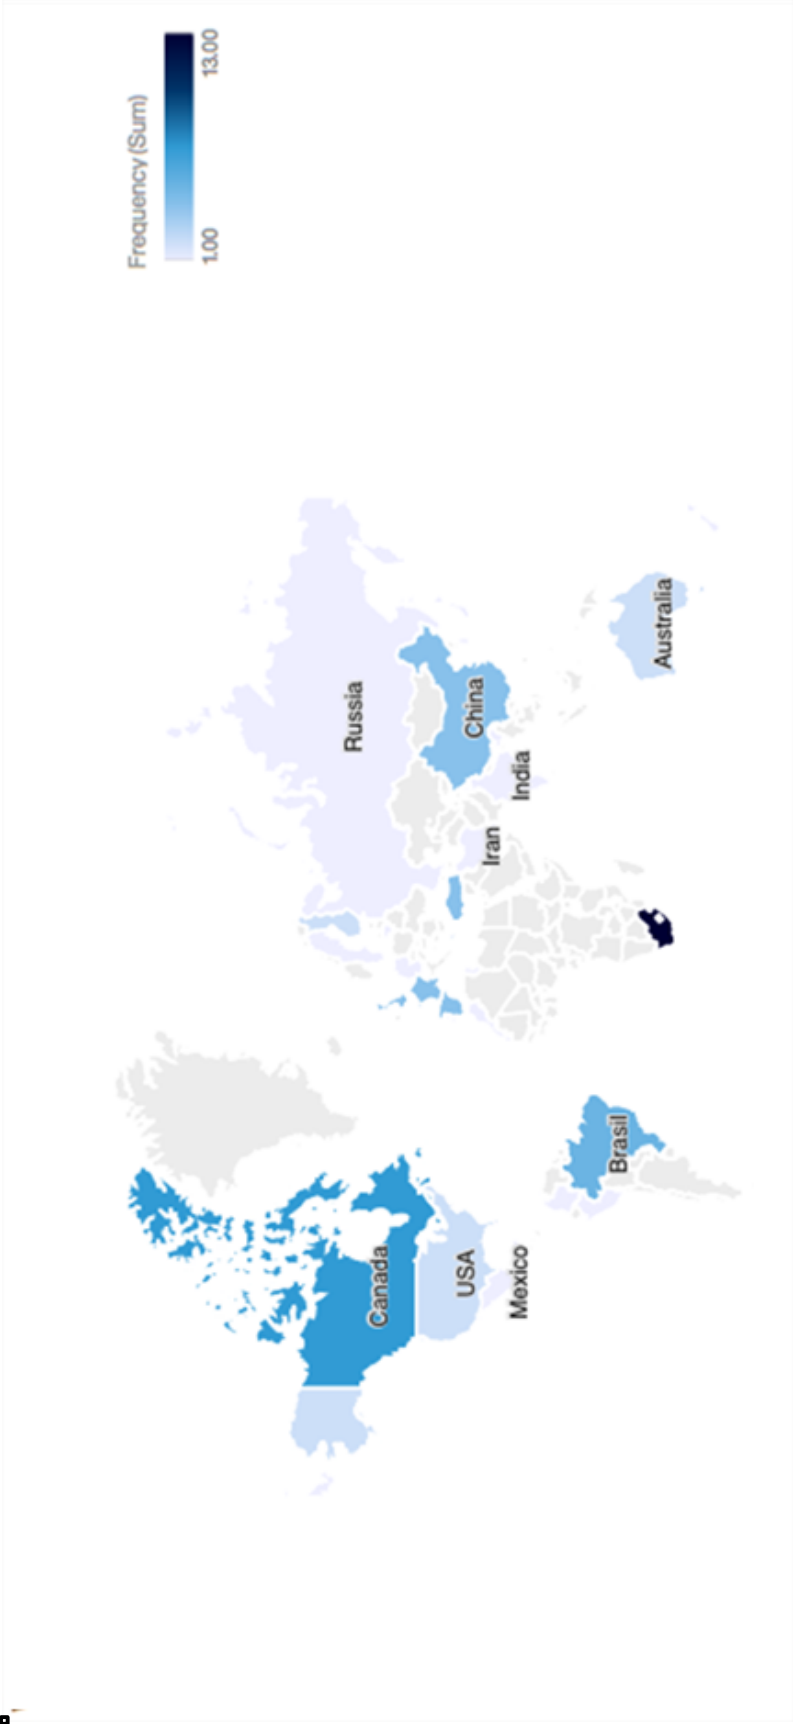 Frequency (Sum)
1.00 13.00
Russia
Canada
USA
China
Iran
India
Mexico
Brasil
Australia